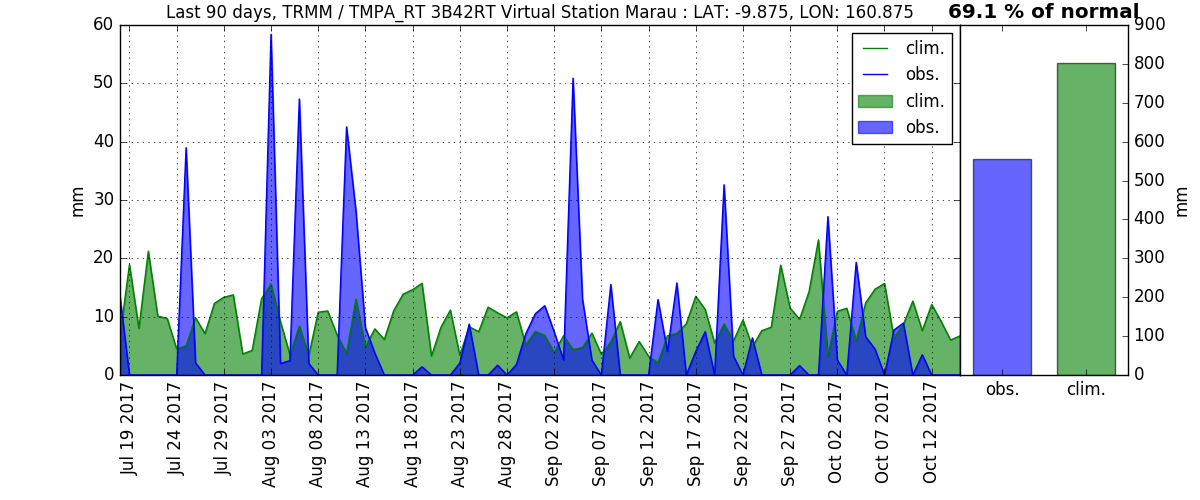 Last 90 days, TRMM / TMPA_RT 3B42RT Virtual Station Marau : LAT: -9.875, LON: 160.875
69.1 % of normal
mm
60
50
40
30
20
10
0
clim.
obs.
clim.
obs.
Jul 19 2017
Jul 24 2017
Jul 29 2017
Aug 03 2017
Aug 08 2017
Aug 13 2017
Aug 18 2017
Aug 23 2017
Aug 28 2017
Sep 02 2017
Sep 07 2017
Sep 12 2017
Sep 17 2017
Sep 22 2017
Sep 27 2017
Oct 02 2017
Oct 07 2017
Oct 12 2017
900
800
700
600
500
400
300
200
100
0
mm
obs.
clim.